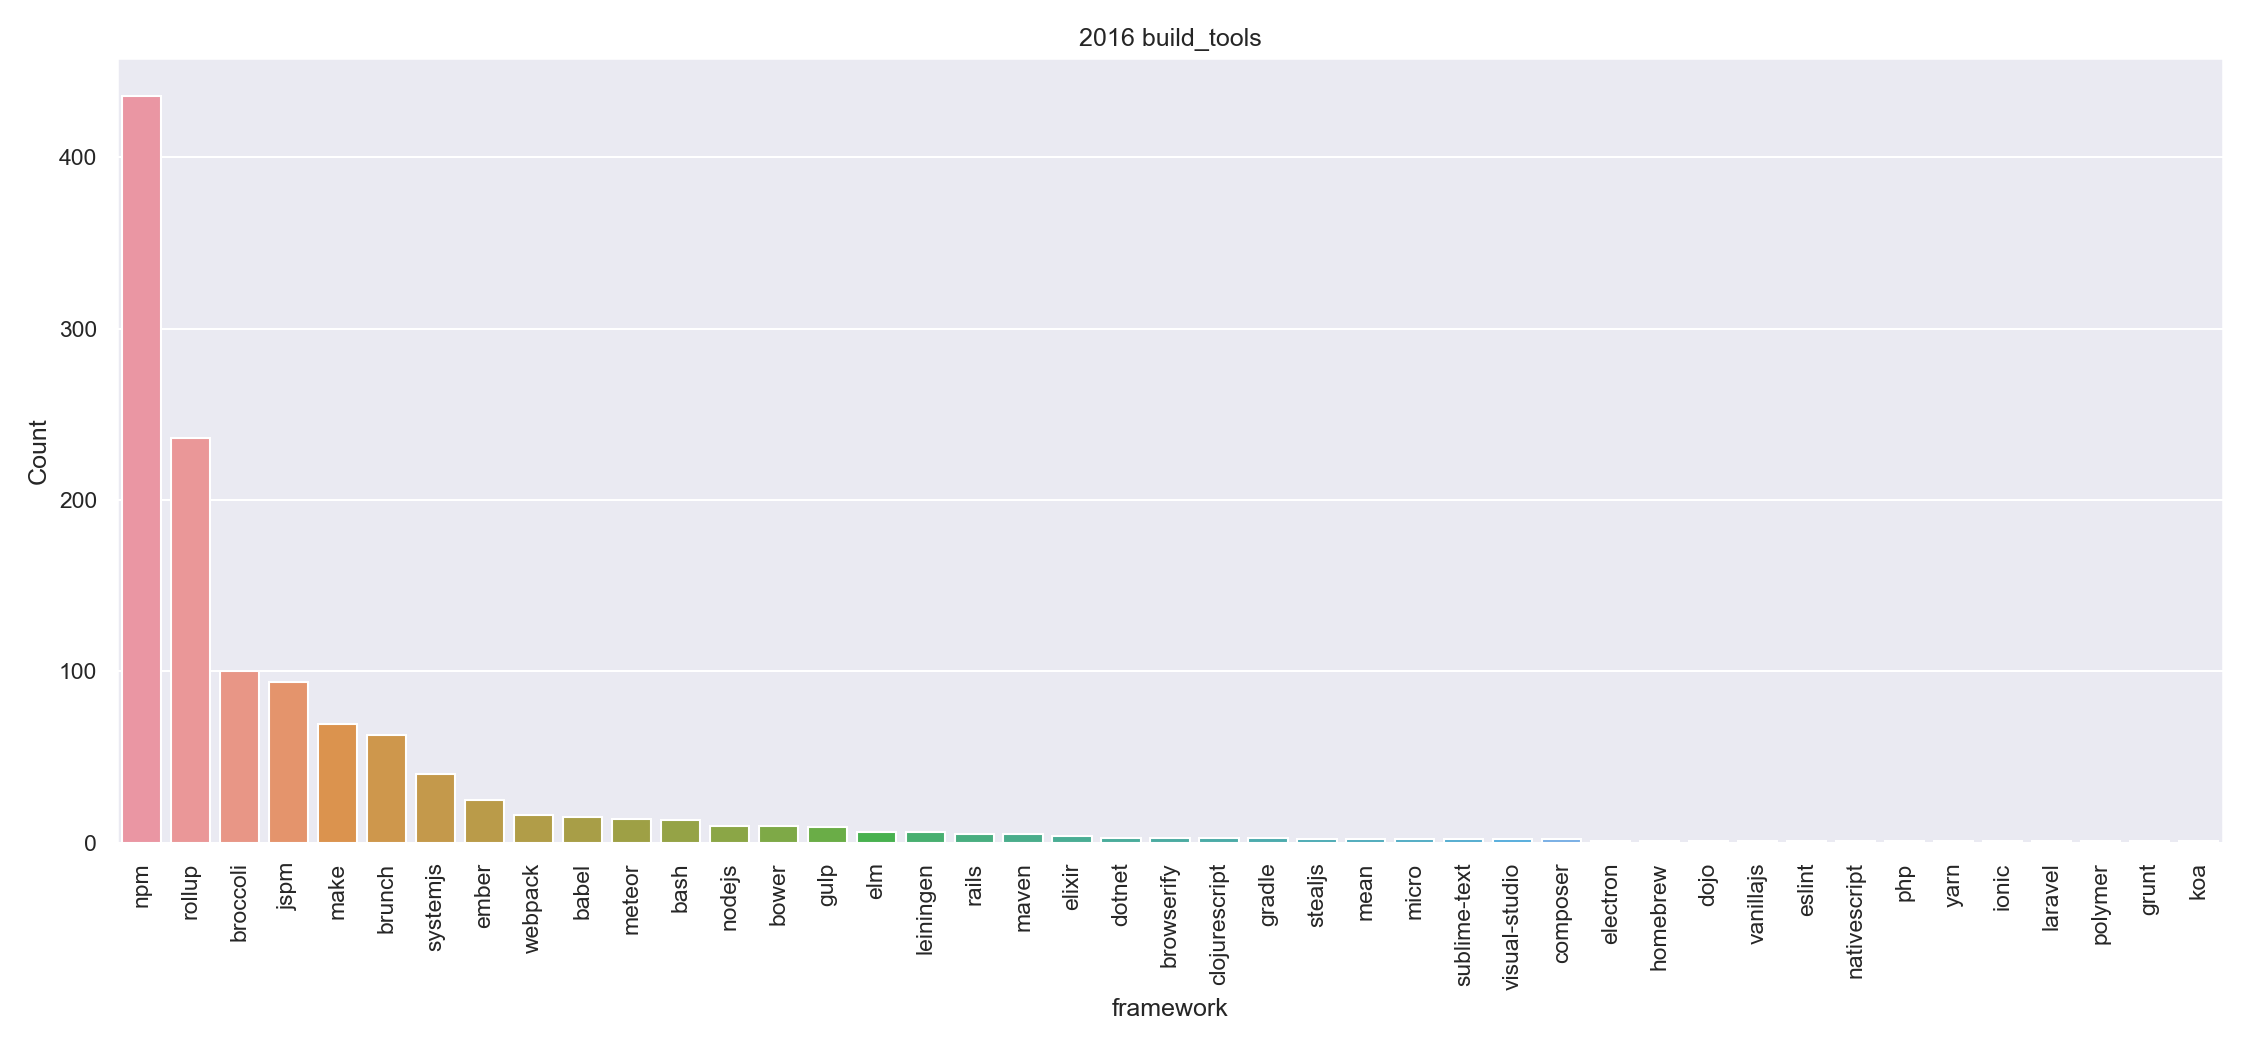 2016 build_tools
400
300
200
100
0
Count
npm
rollup
broccoli
jspm
make
brunch
systemjs
ember
webpack
babel
meteor
bash
nodejs
bower
gulp
elm
leiningen
rails
maven
elixir
dotnet
browserify
clojurescript
gradle
stealjs
mean
micro
sublime-text
visual-studio
composer
electron
homebrew
dojo
vanillajs
eslint
nativescript
php
yarn
ionic
laravel
polymer
grunt
koa
framework